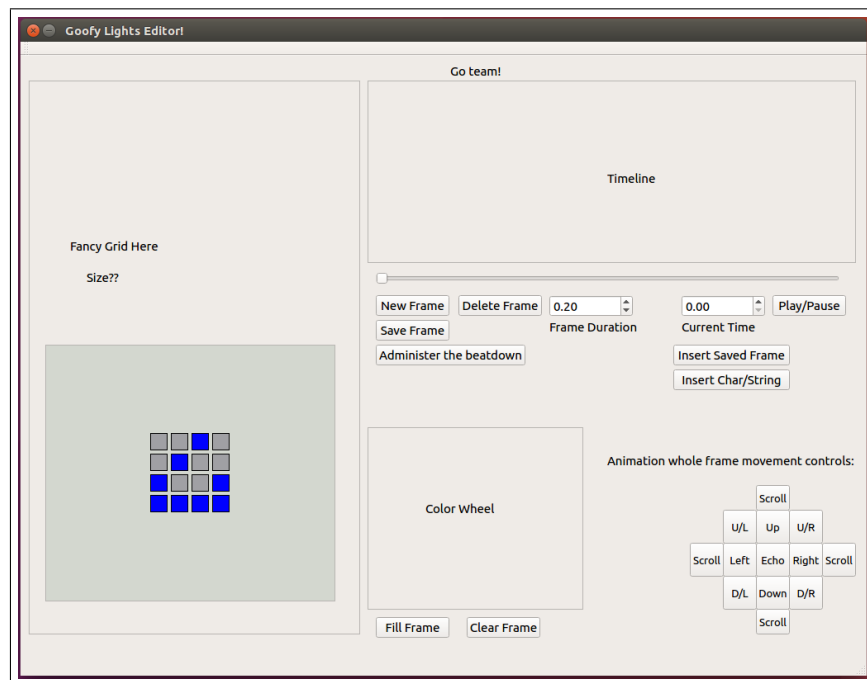 Goofy Lights Editor!
Go team!
Timeline
Fancy Grid Here
Size??
New Frame Delete Frame 0.20 0.00 Play/Pause
Save Frame Frame Duration Current Time
Administer the beatdown Insert Saved Frame
Insert Char/String
Color Wheel
Animation whole frame movement controls:
Scroll
U/L Up U/R
Scroll Left Echo Right Scroll
D/L Down D/R
Scroll
Fill Frame Clear Frame